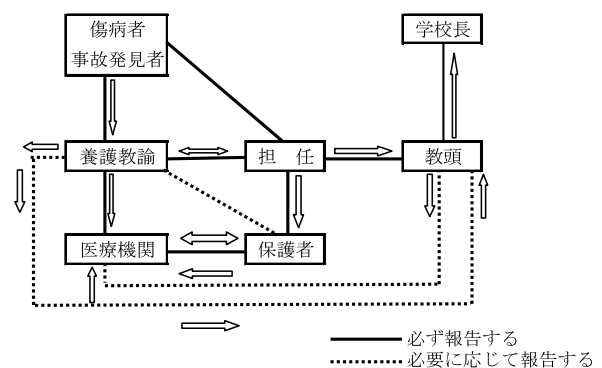 傷病者
事故発見者
学校長
養護教諭
担　任
教頭
医療機関
保護者
必ず報告する
必要に応じて報告する